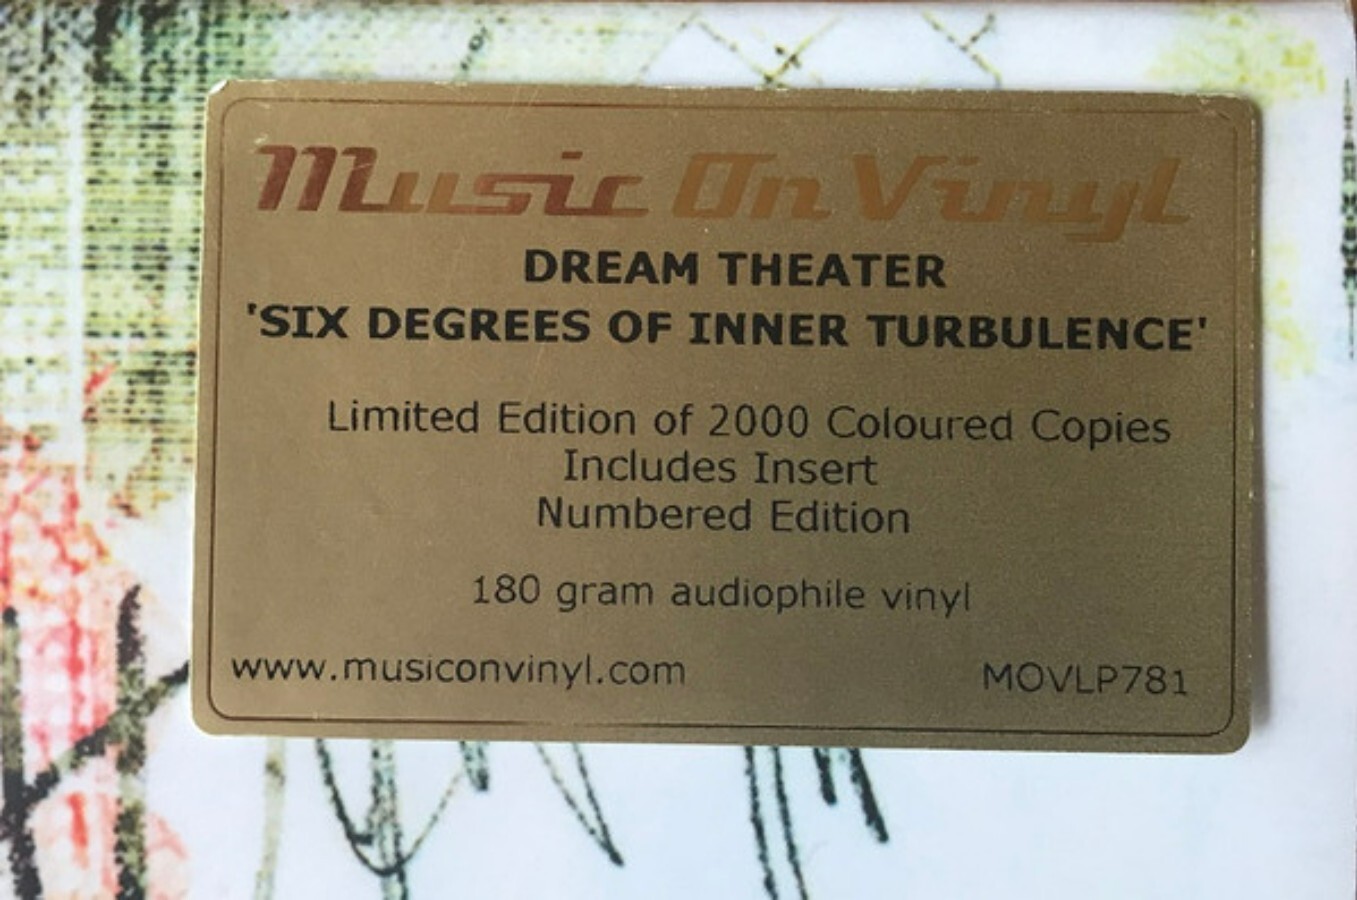 Music On Vinyl
DREAM THEATER
'SIX DEGREES OF INNER TURBULENCE'
Limited Edition of 2000 Coloured Copies
Includes Insert
Numbered Edition
180 gram audiophile vinyl
www.musiconvinyl.com
MOVLP781